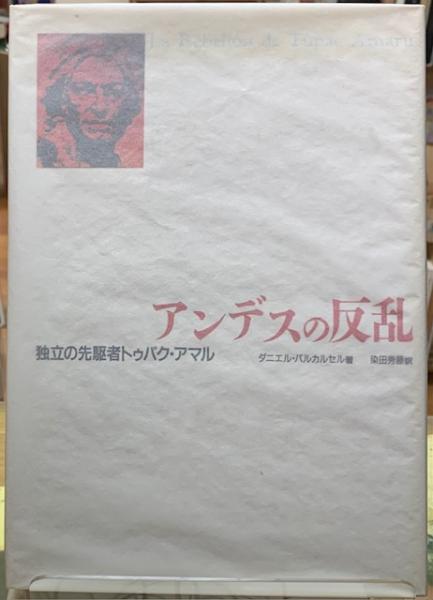 La Rebelión de Túpac Amaru
アンデスの反乱
独立の先駆者トゥパク・アマル
ダニエル・バルカルセル著 染田秀藤訳